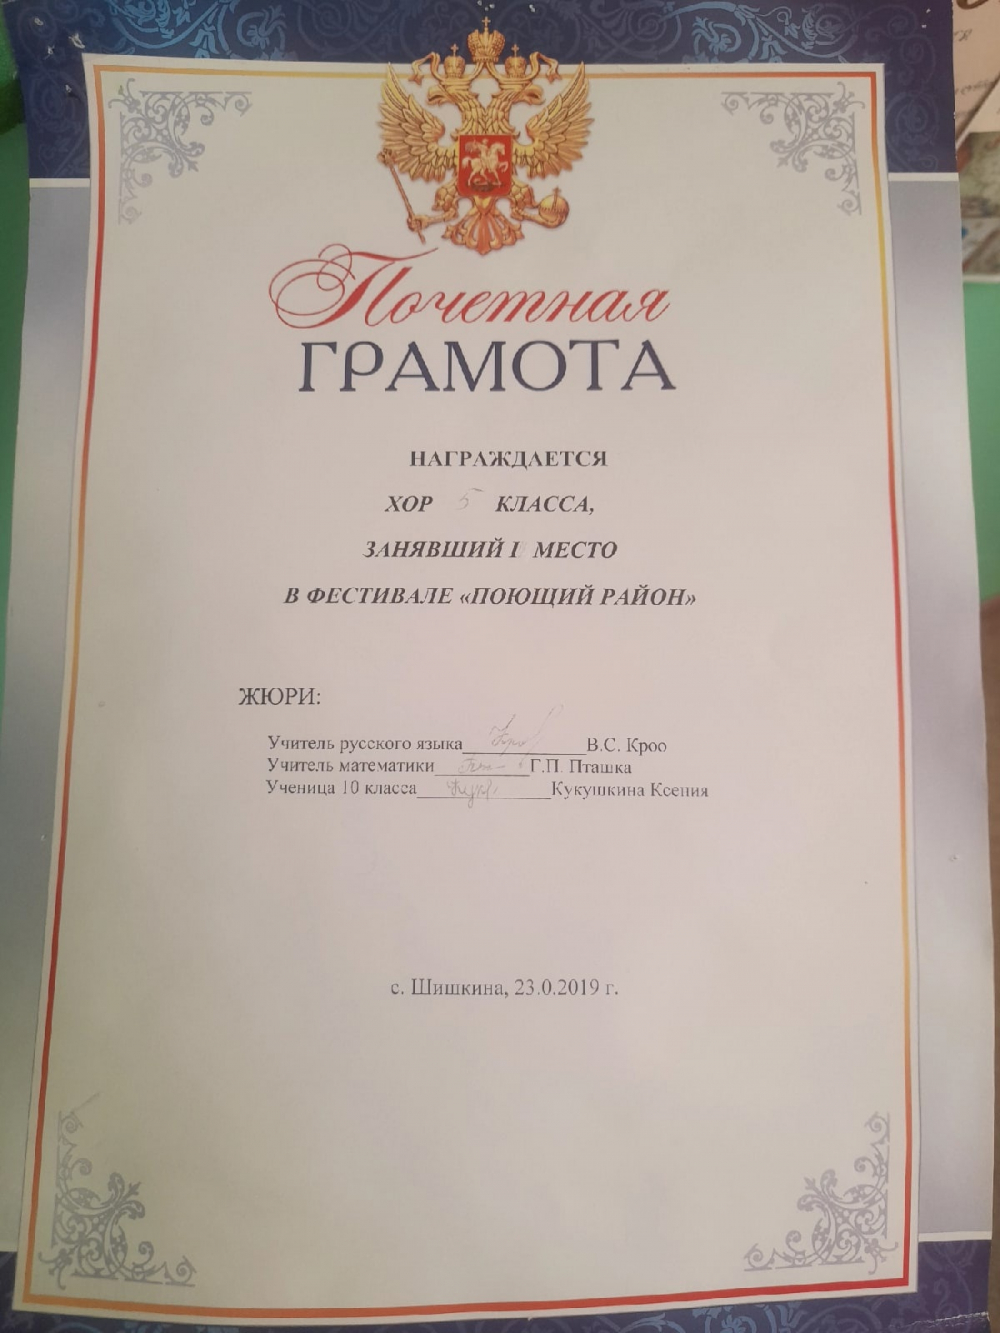 Почетная
ГРАМОТА
НАГРАЖДАЕТСЯ
ХОР 5 КЛАССА,
ЗАНЯВШИЙ I МЕСТО
В ФЕСТИВАЛЕ «ПОЮЩИЙ РАЙОН»
ЖЮРИ:
Учитель русского языка В.С. Кроо
Учитель математики Г.П. Пташка
Ученица 10 класса Кукушкина Ксения
с. Шишкина, 23.0.2019 г.